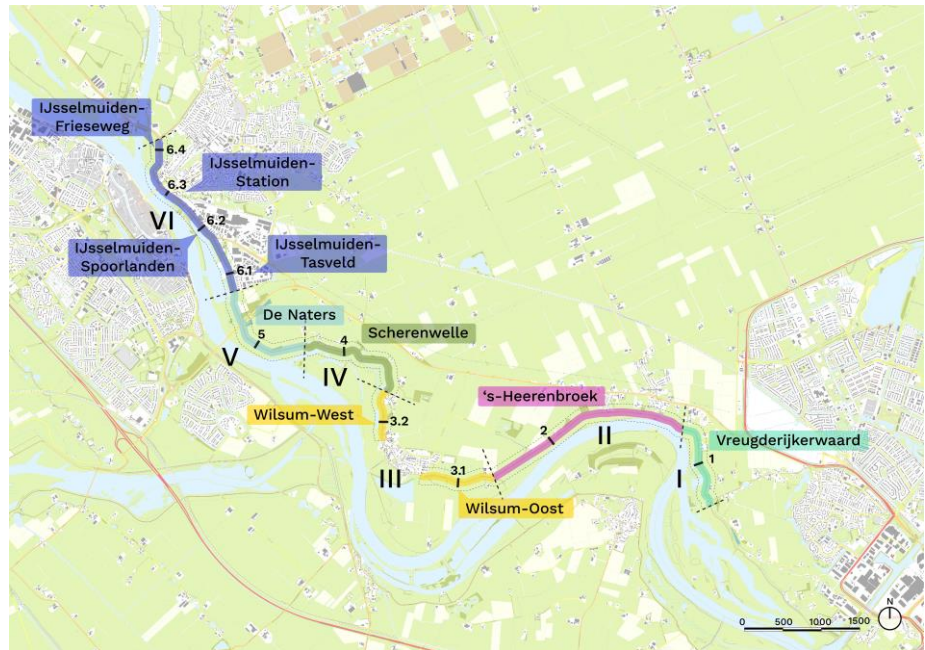 IJsselmuiden-
Frieseweg
6.4
IJsselmuiden-
Station
6.3
VI
6.2
IJsselmuiden-
Spoorlanden
IJsselmuiden-
Tasveld
6.1
De Naters
Scherenwelle
5
4
V
IV
's-Heerenbroek
Wilsum-West
3.2
2
II
Vreugderijkerwaard
1
III
3.1
I
Wilsum-Oost
N
0 500 1000 1500